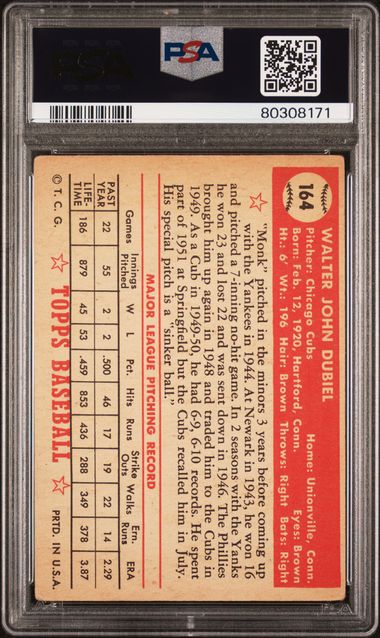 PSA
PSA
80308171
164
WALTER JOHN DUBIEL
Pitcher: Chicago Cubs Home: Unionville, Conn.
Born: Feb. 12, 1920, Hartford, Conn. Eyes: Brown
Ht.: 6' Wt.: 196 Hair: Brown Throws: Right Bats: Right
"Monk" pitched in the minors 3 years before coming up
with the Yankees in 1944. At Newark in 1943, he won 16
and pitched a 7-inning no-hit game. In 2 seasons with the Yanks
he won 23 and lost 22 and was sent down in 1946. The Phillies
brought him up again in 1948 and traded him to the Cubs in
1949. As a Cub in 1949-50, he had 6-9, 6-10 records. He spent
part of 1951 at Springfield but the Cubs recalled him in July.
His special pitch is a "sinker ball."
MAJOR LEAGUE PITCHING RECORD
Games Innings Pitched W L Pct. Hits Runs Strike Outs Walks Ern. Runs ERA
PAST YEAR 22 55 2 2 .500 46 17 19 22 14 2.29
LIFE-TIME 186 879 45 53 .459 853 436 288 349 378 3.87
© T. C. G. TOPPS BASEBALL PRTD. IN U.S.A.